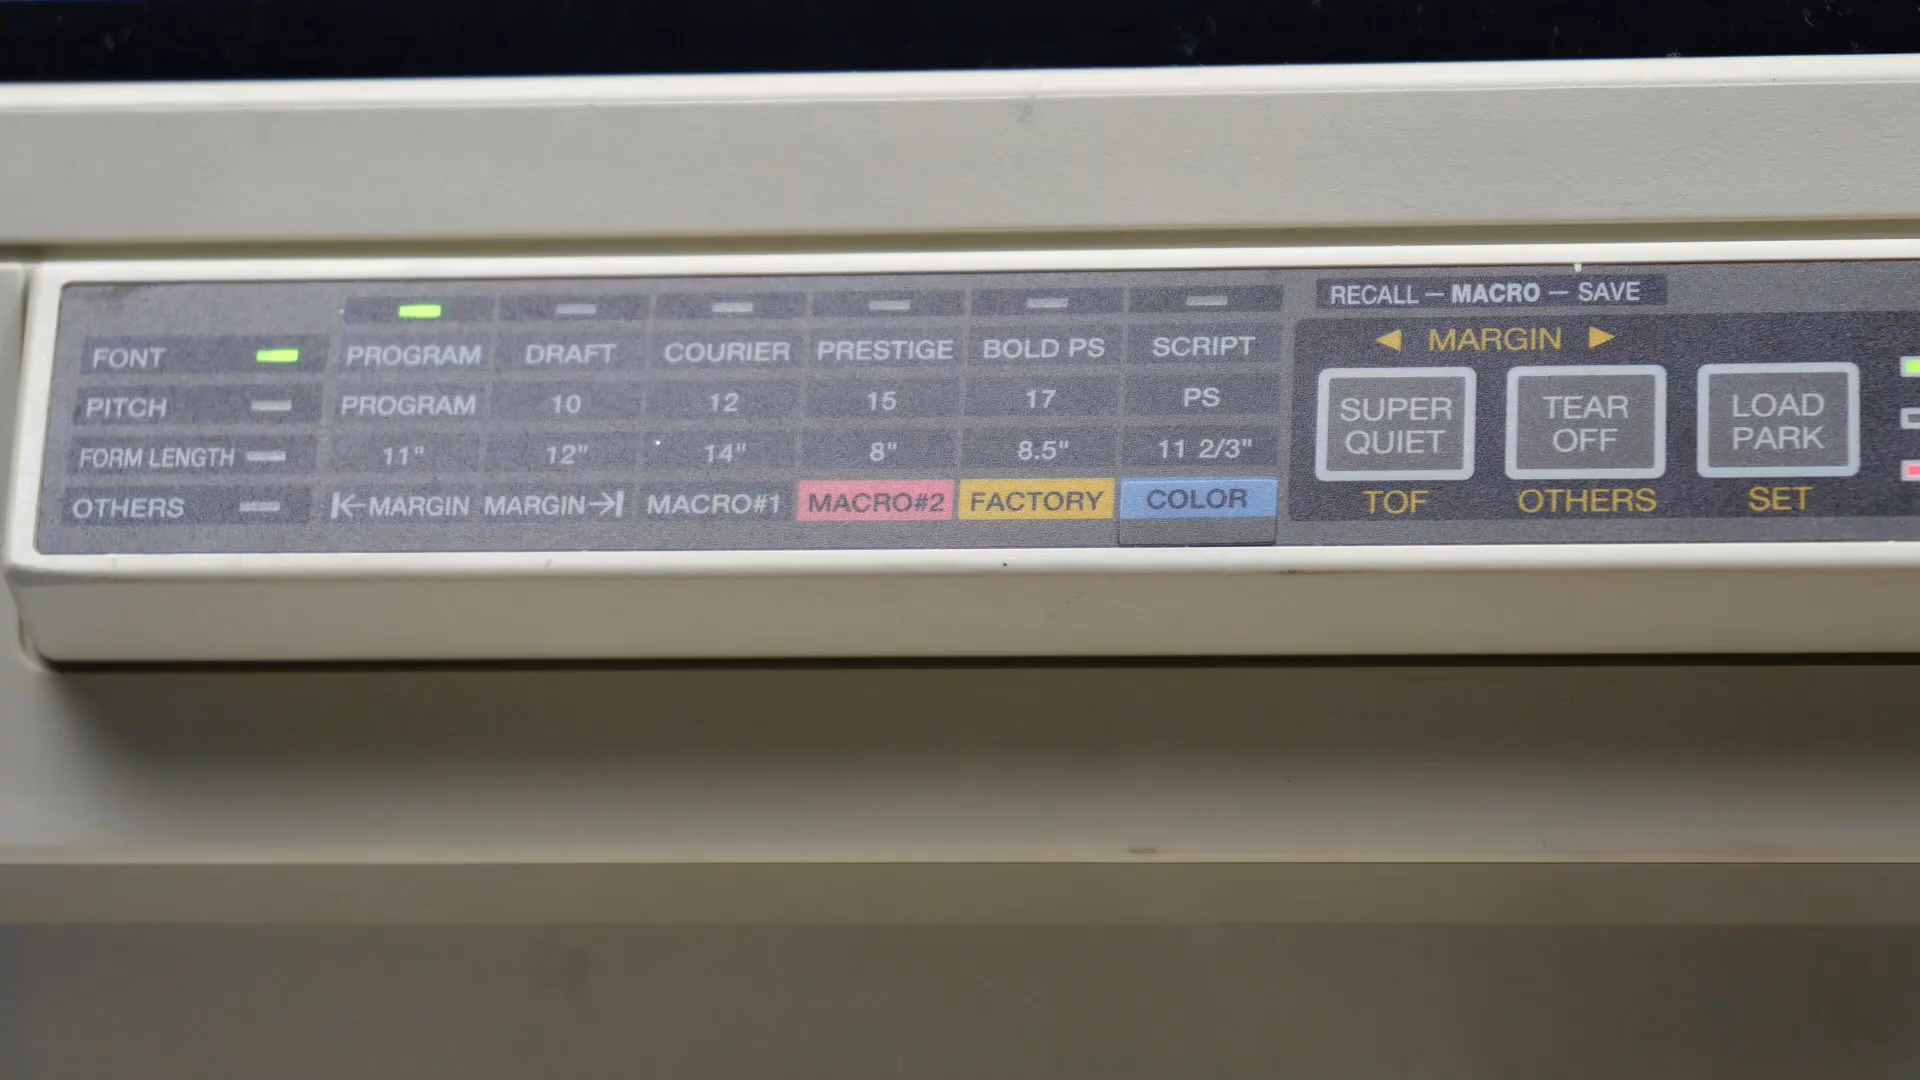 RECALL — MACRO — SAVE
◀ MARGIN ▶
FONT PROGRAM DRAFT COURIER PRESTIGE BOLD PS SCRIPT
PITCH PROGRAM 10 12 15 17 PS
FORM LENGTH 11" 12" 14" 8" 8.5" 11 2/3"
OTHERS |←MARGIN MARGIN→| MACRO#1 MACRO#2 FACTORY COLOR
SUPER
QUIET
TEAR
OFF
LOAD
PARK
TOF OTHERS SET